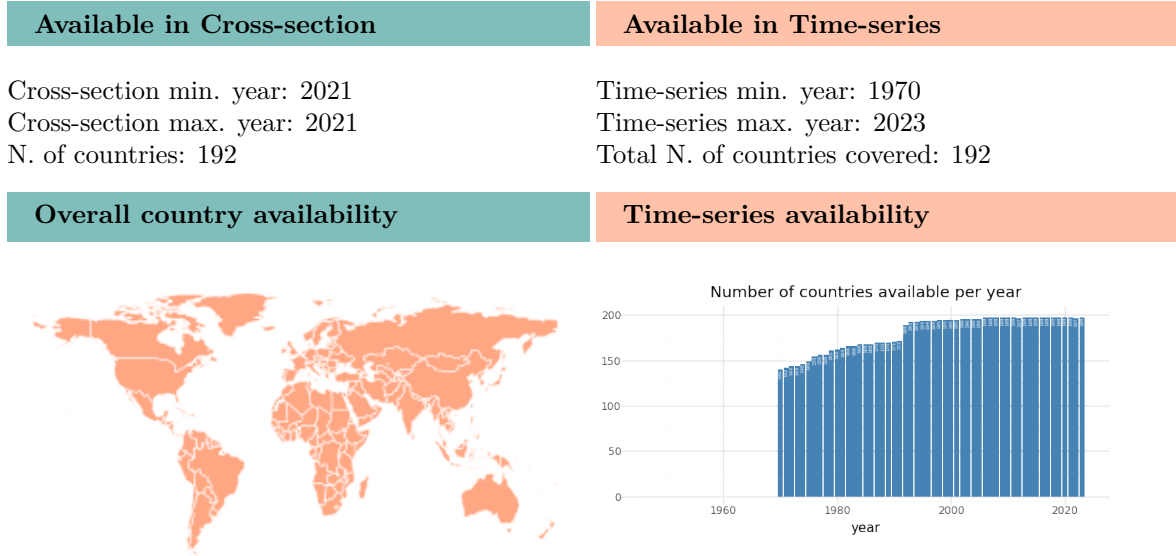 Available in Cross-section
Available in Time-series
Cross-section min. year: 2021
Cross-section max. year: 2021
N. of countries: 192
Time-series min. year: 1970
Time-series max. year: 2023
Total N. of countries covered: 192
Overall country availability
Time-series availability
Number of countries available per year
200
150
100
50
0
1960
1980
2000
2020
year